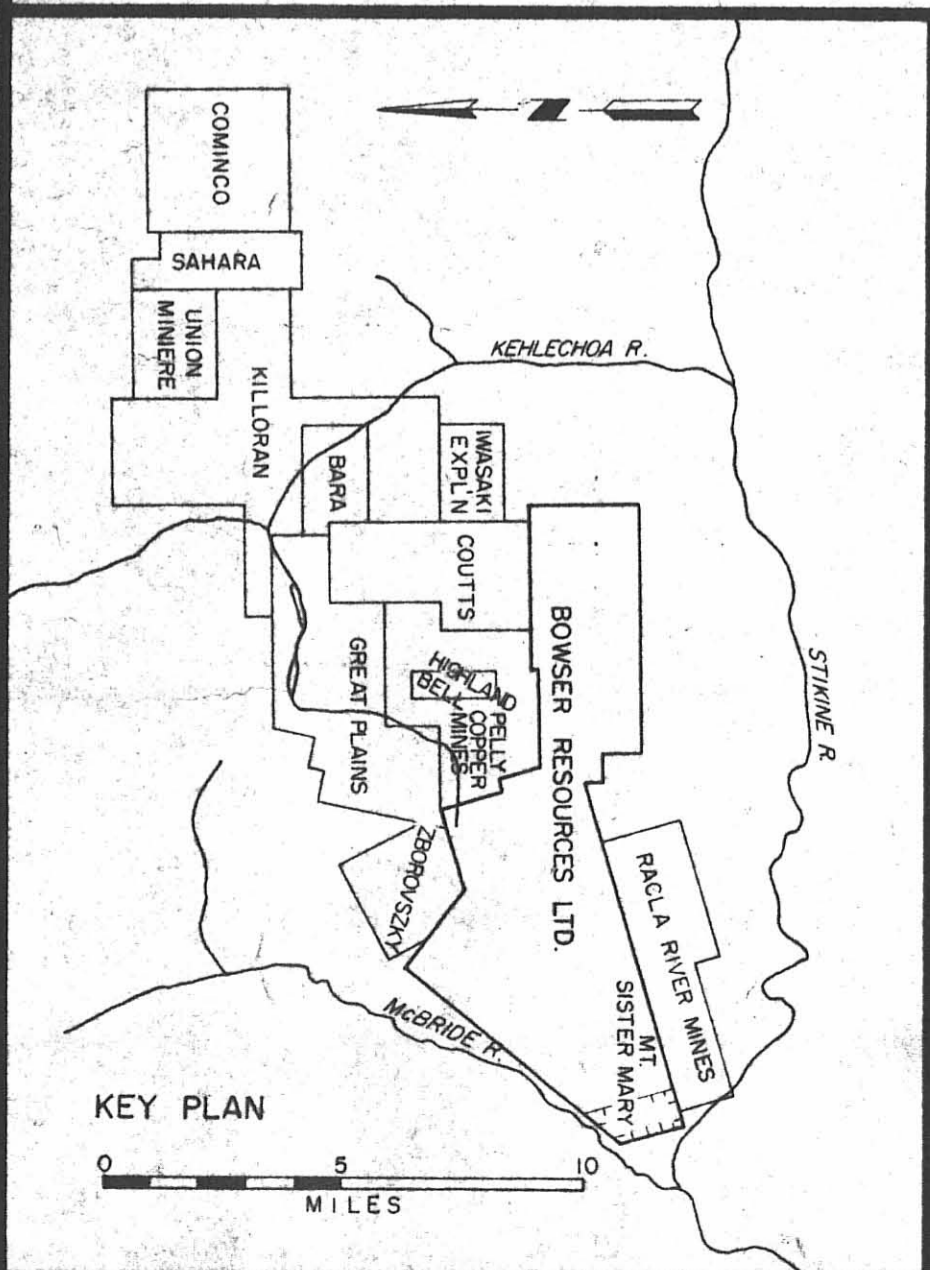 COMINCO
SAHARA
UNION
MINIERE
KILLORAN
KEHLECHOA R.
BARA
IWASAKI
EXPL'N
COUTTS
BOWSER RESOURCES LTD.
STIKINE R.
GREAT PLAINS
HIGHLAND
BELL
PELLY
COPPER
MINES
ZBOROVSZKY
RAGLA RIVER MINES
MT.
SISTER MARY
McBRIDE R.
KEY PLAN
0 5 10
MILES